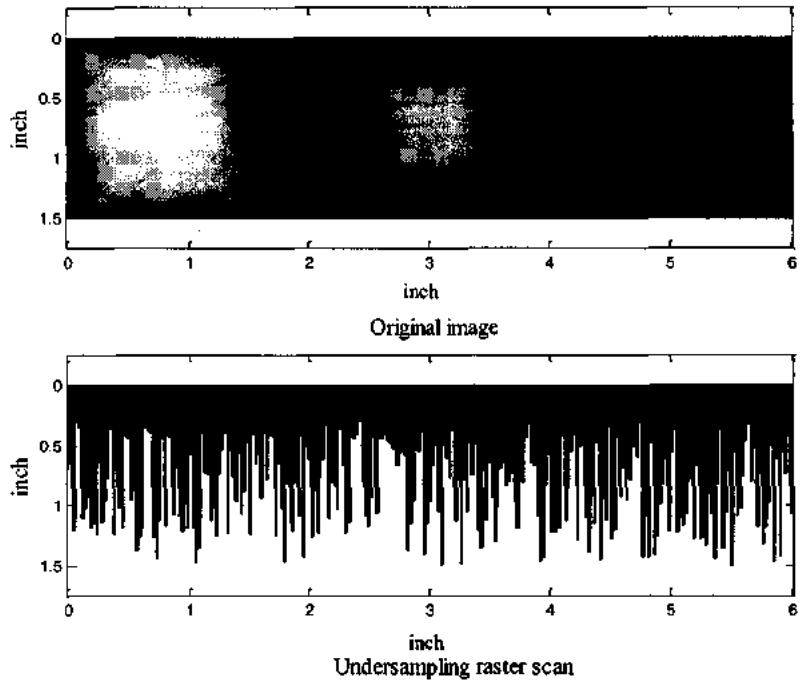 0
0.5
1
1.5
inch
0 1 2 3 4 5 6
inch
Original image
0
0.5
1
1.5
inch
0 1 2 3 4 5 6
inch
Undersampling raster scan